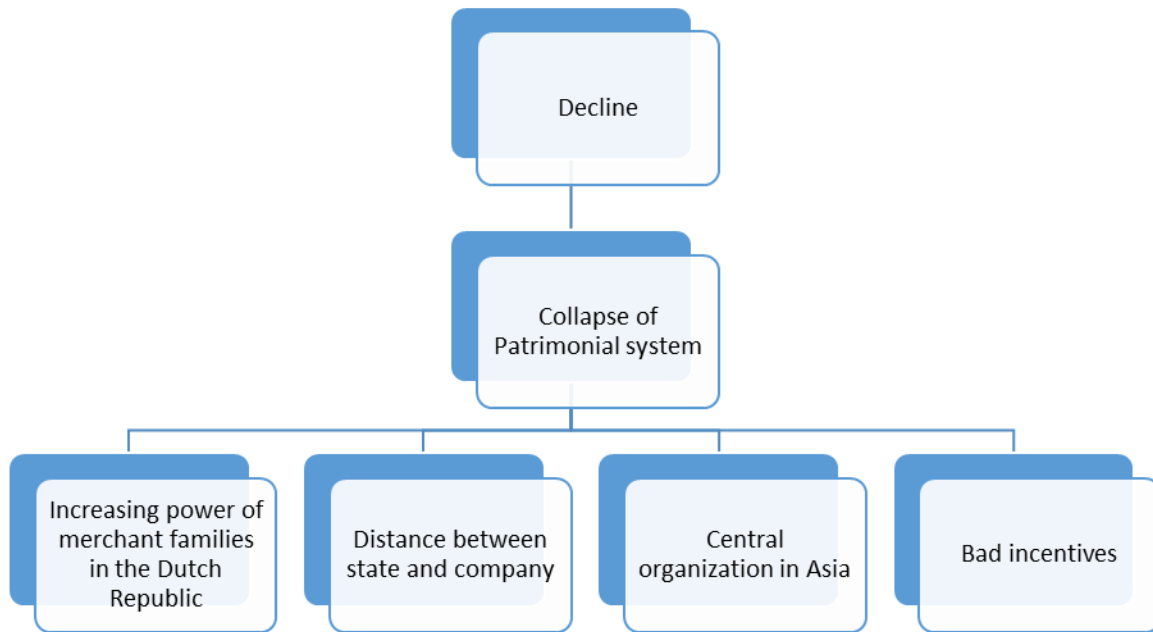 Decline
Collapse of
Patrimonial system
Increasing power of
merchant families
in the Dutch
Republic
Distance between
state and company
Central
organization in Asia
Bad incentives